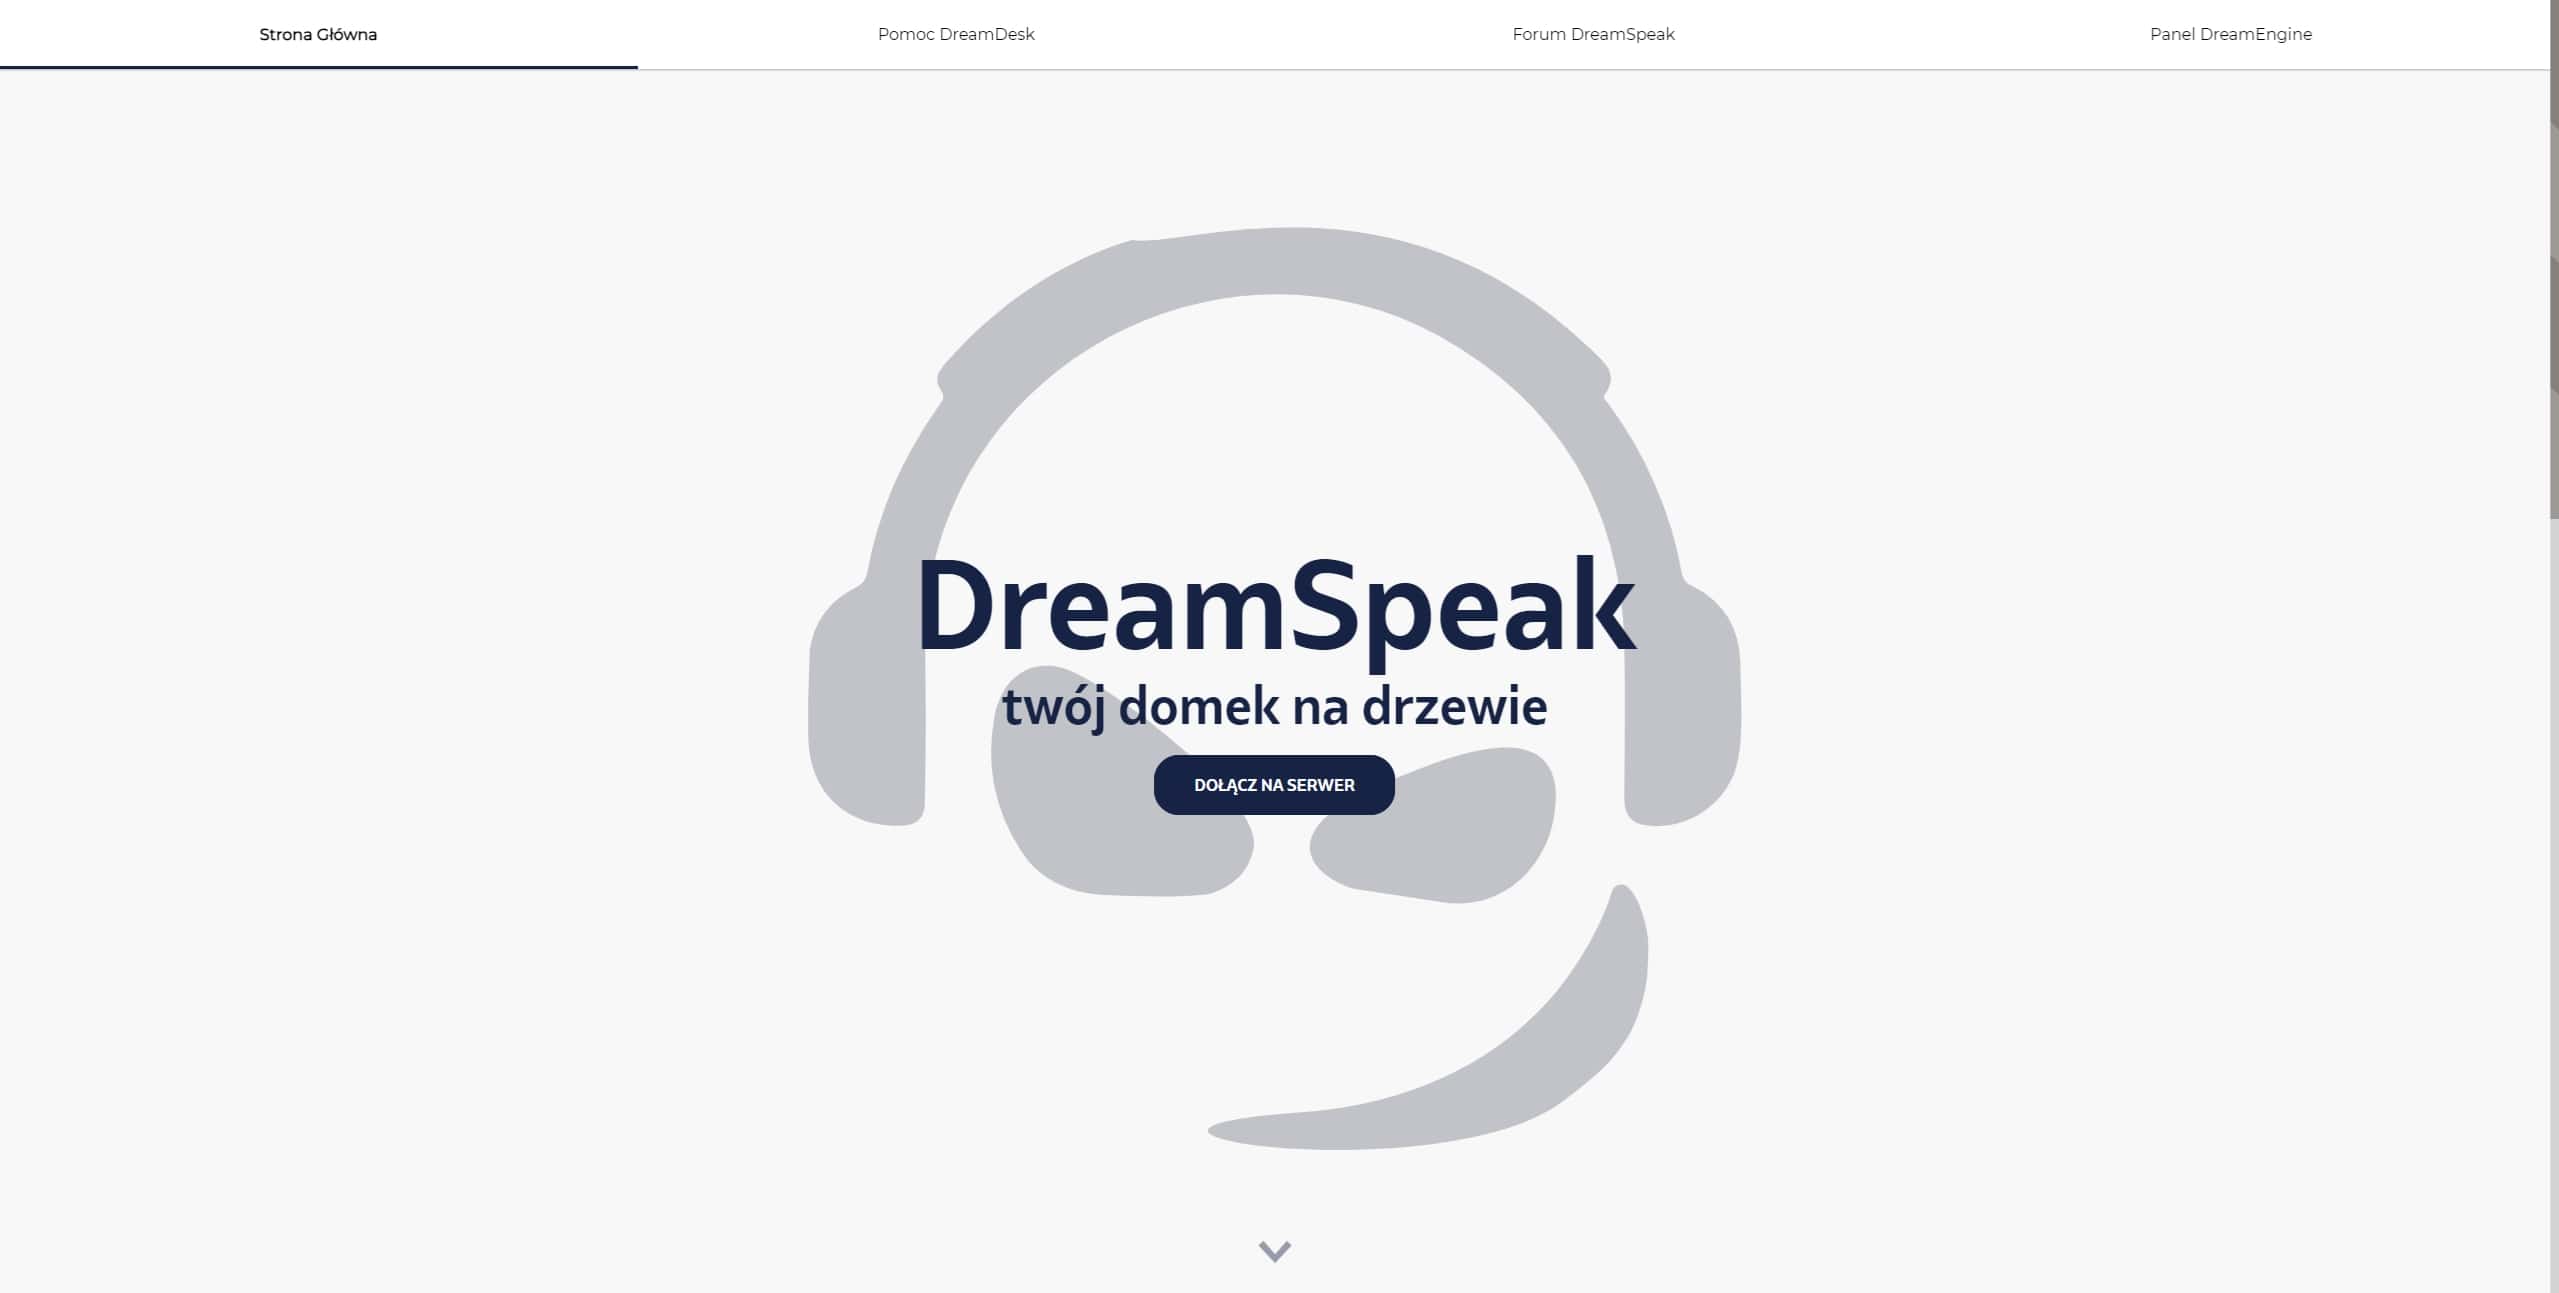 Strona Główna
Pomoc DreamDesk
Forum DreamSpeak
Panel DreamEngine
DreamSpeak
twój domek na drzewie
DOŁĄCZ NA SERWER